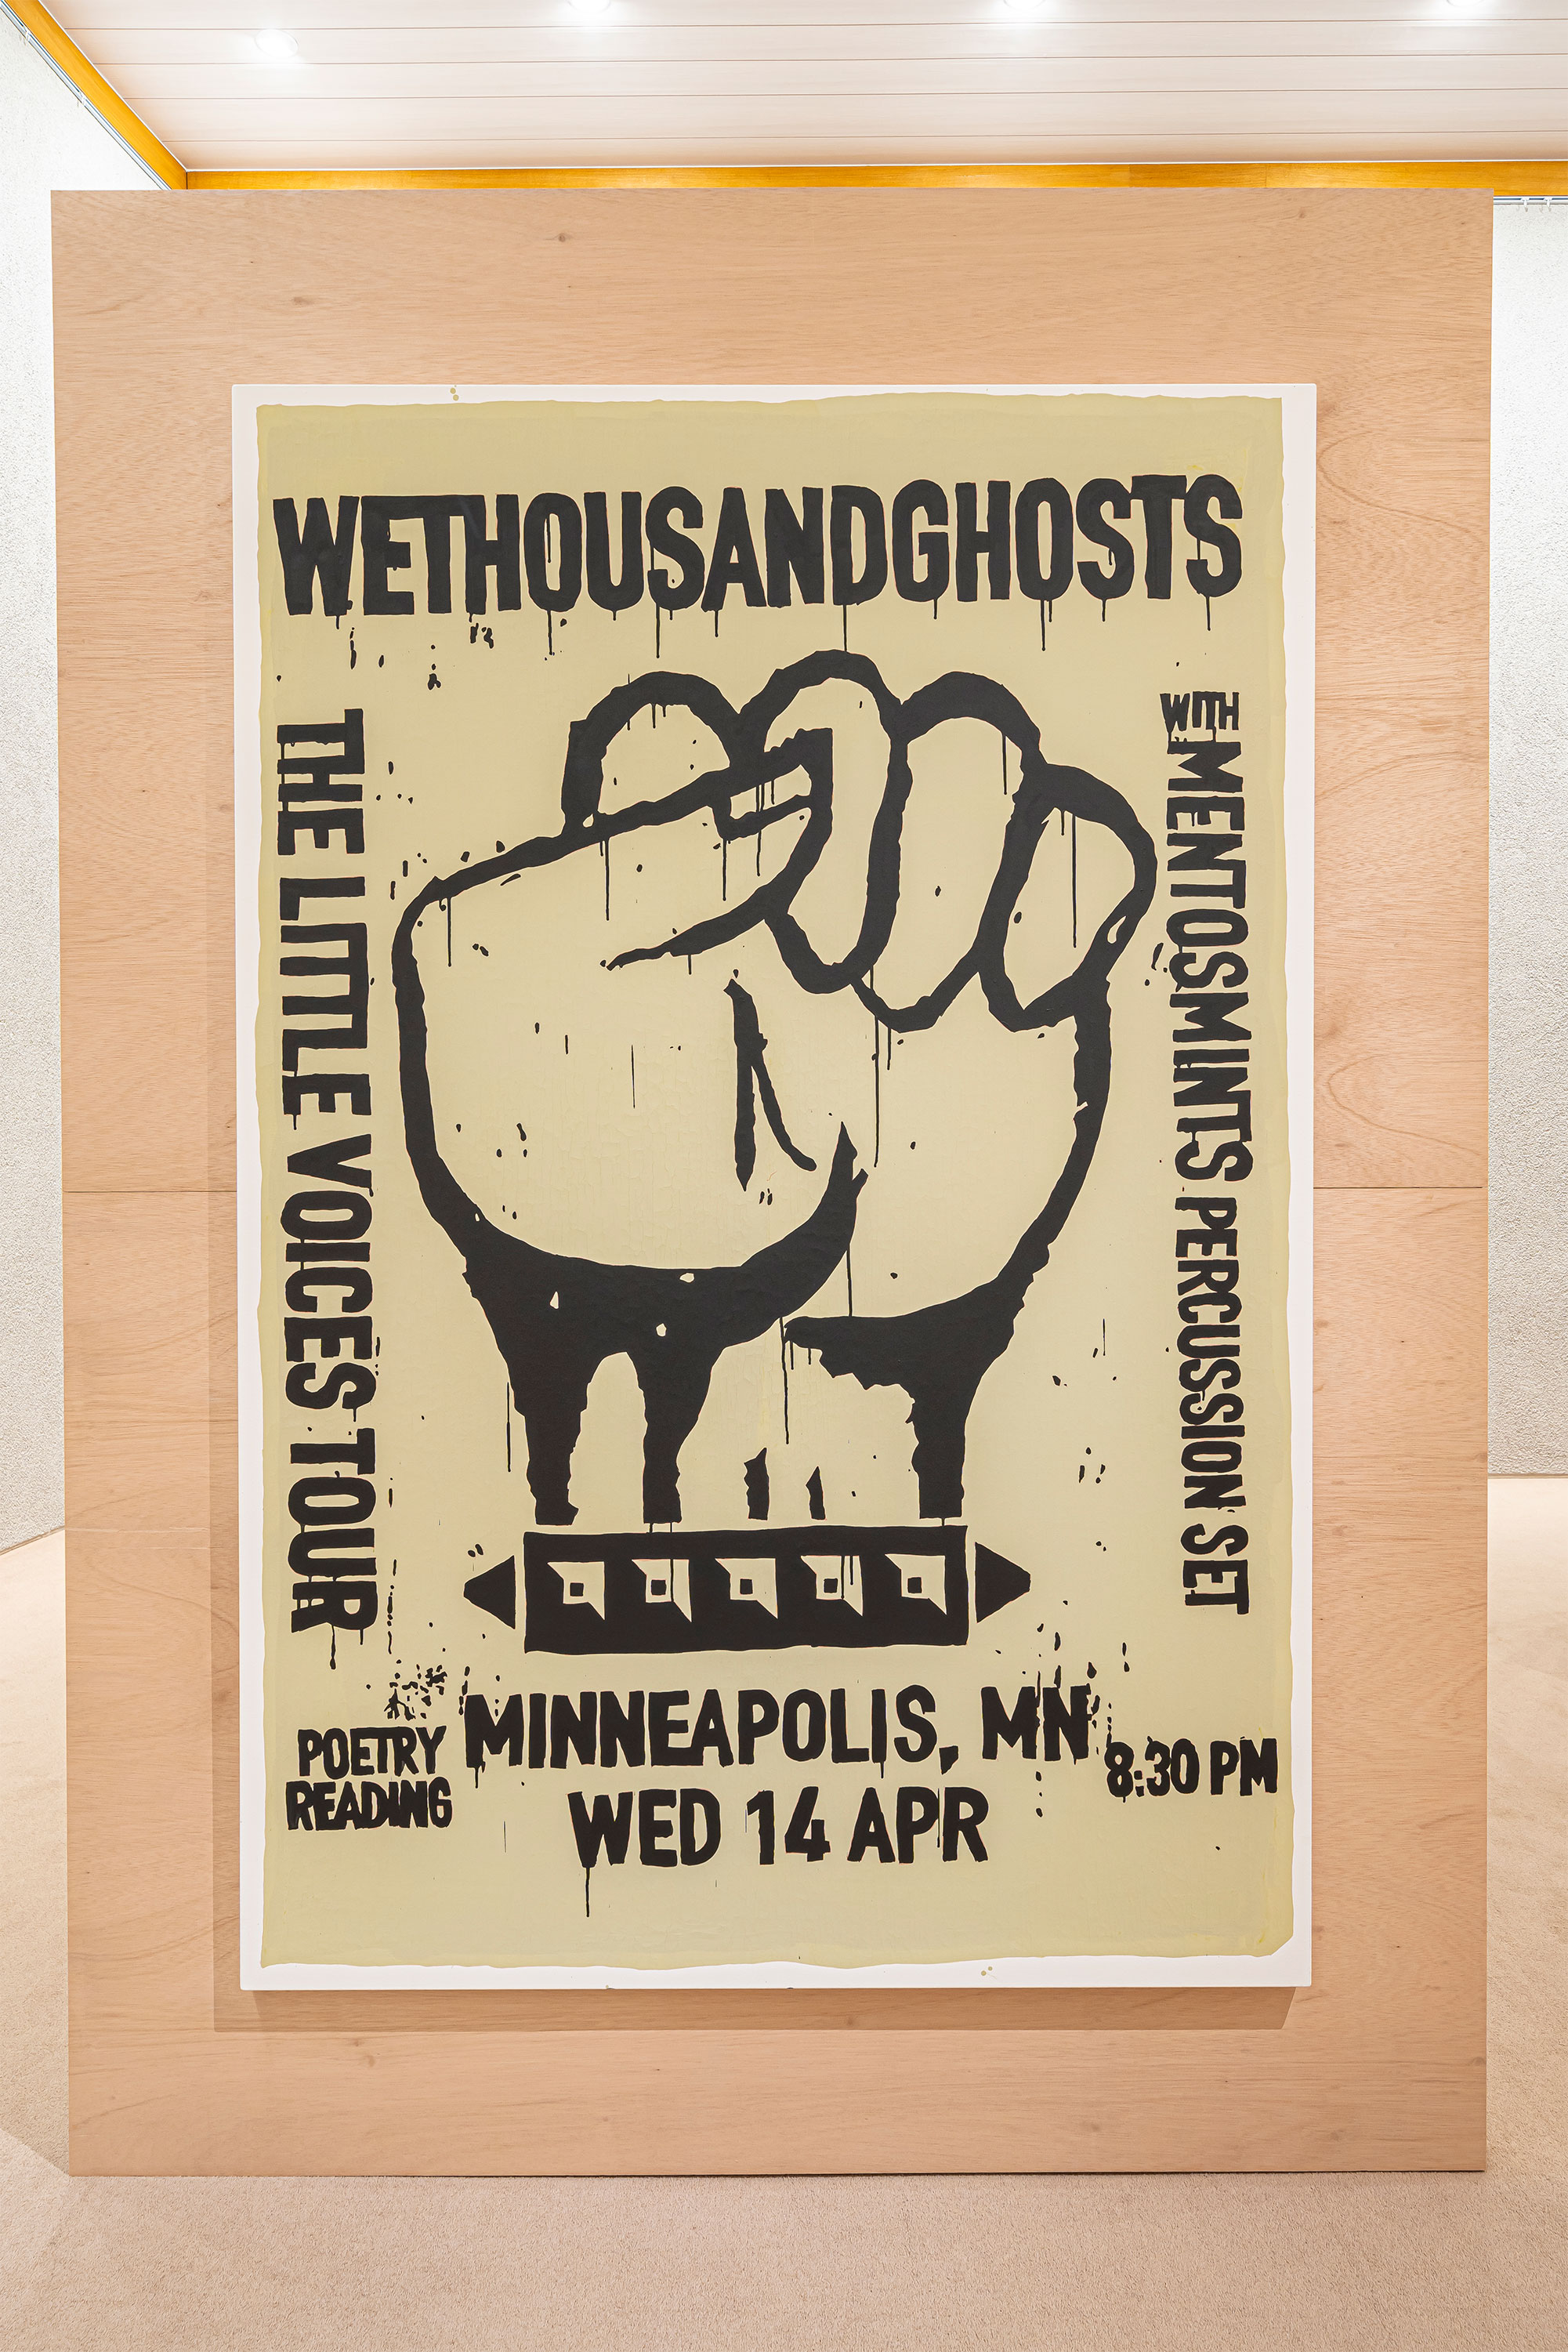 WETHOUSANDGHOSTS
THE LITTLE VOICES TOUR
WITH MENTOSMINTS PERCUSSION SET
POETRY
READING
MINNEAPOLIS, MN
WED 14 APR
8:30 PM